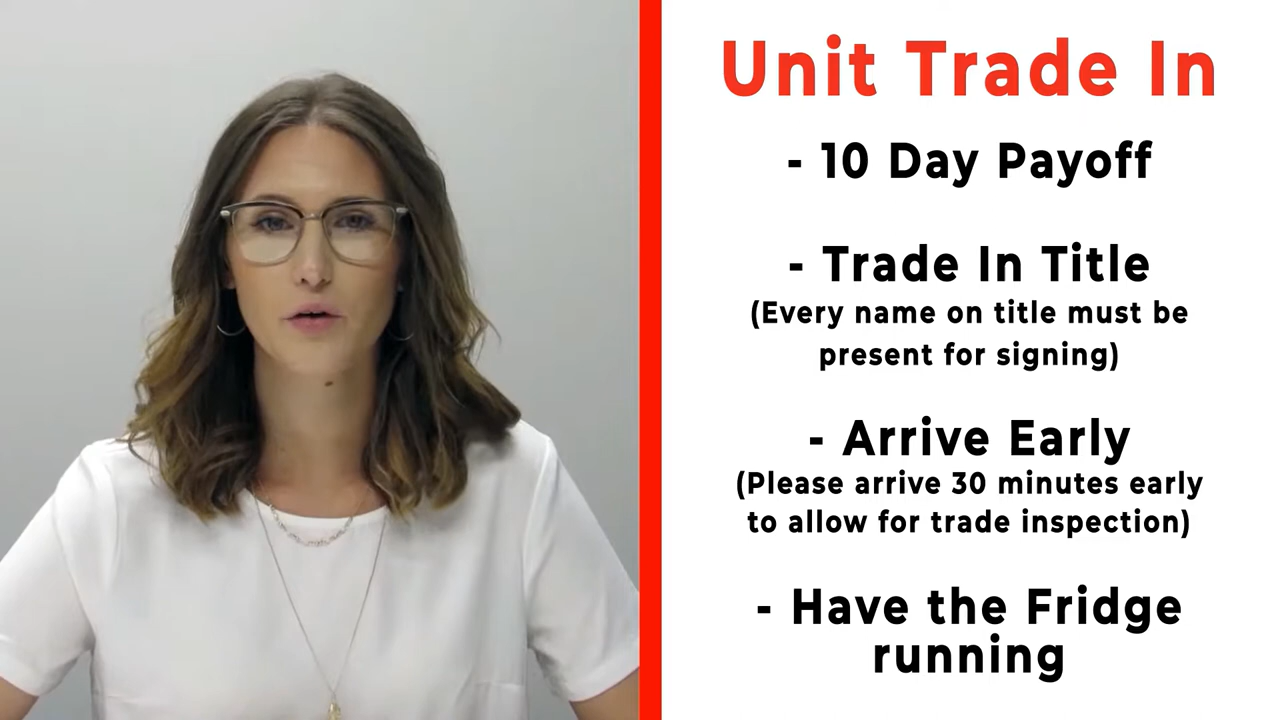 Unit Trade In
- 10 Day Payoff
- Trade In Title
(Every name on title must be
present for signing)
- Arrive Early
(Please arrive 30 minutes early
to allow for trade inspection)
- Have the Fridge
running